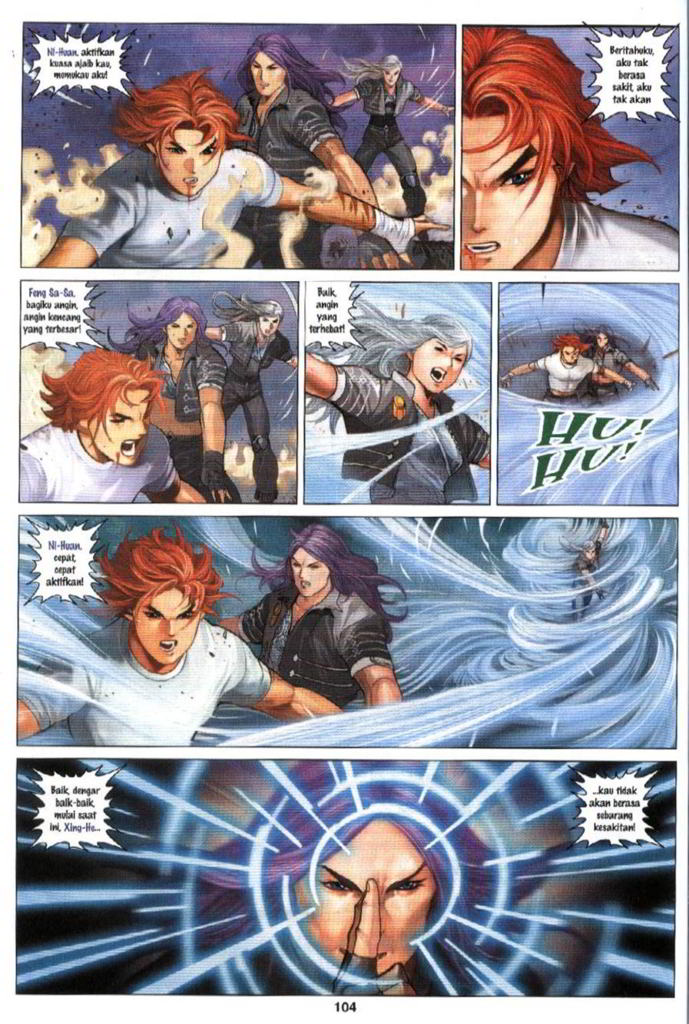 Ni-Huan, aktifkan
kuasa ajaib kau,
memukau aku!
Beritahuku,
aku tak
berasa
sakit, aku
tak akan
Feng Sa-Sa,
bagiku angin,
angin kencang
yang terbesar!
Baik,
angin
yang
terhebat!
HU!
HU!
Ni-Huan,
cepat,
cepat
aktifkan!
Baik, dengar
baik-baik,
mulai saat
ini, Xing-He...
...kau tidak
akan berasa
sebarang
kesakitan!
104